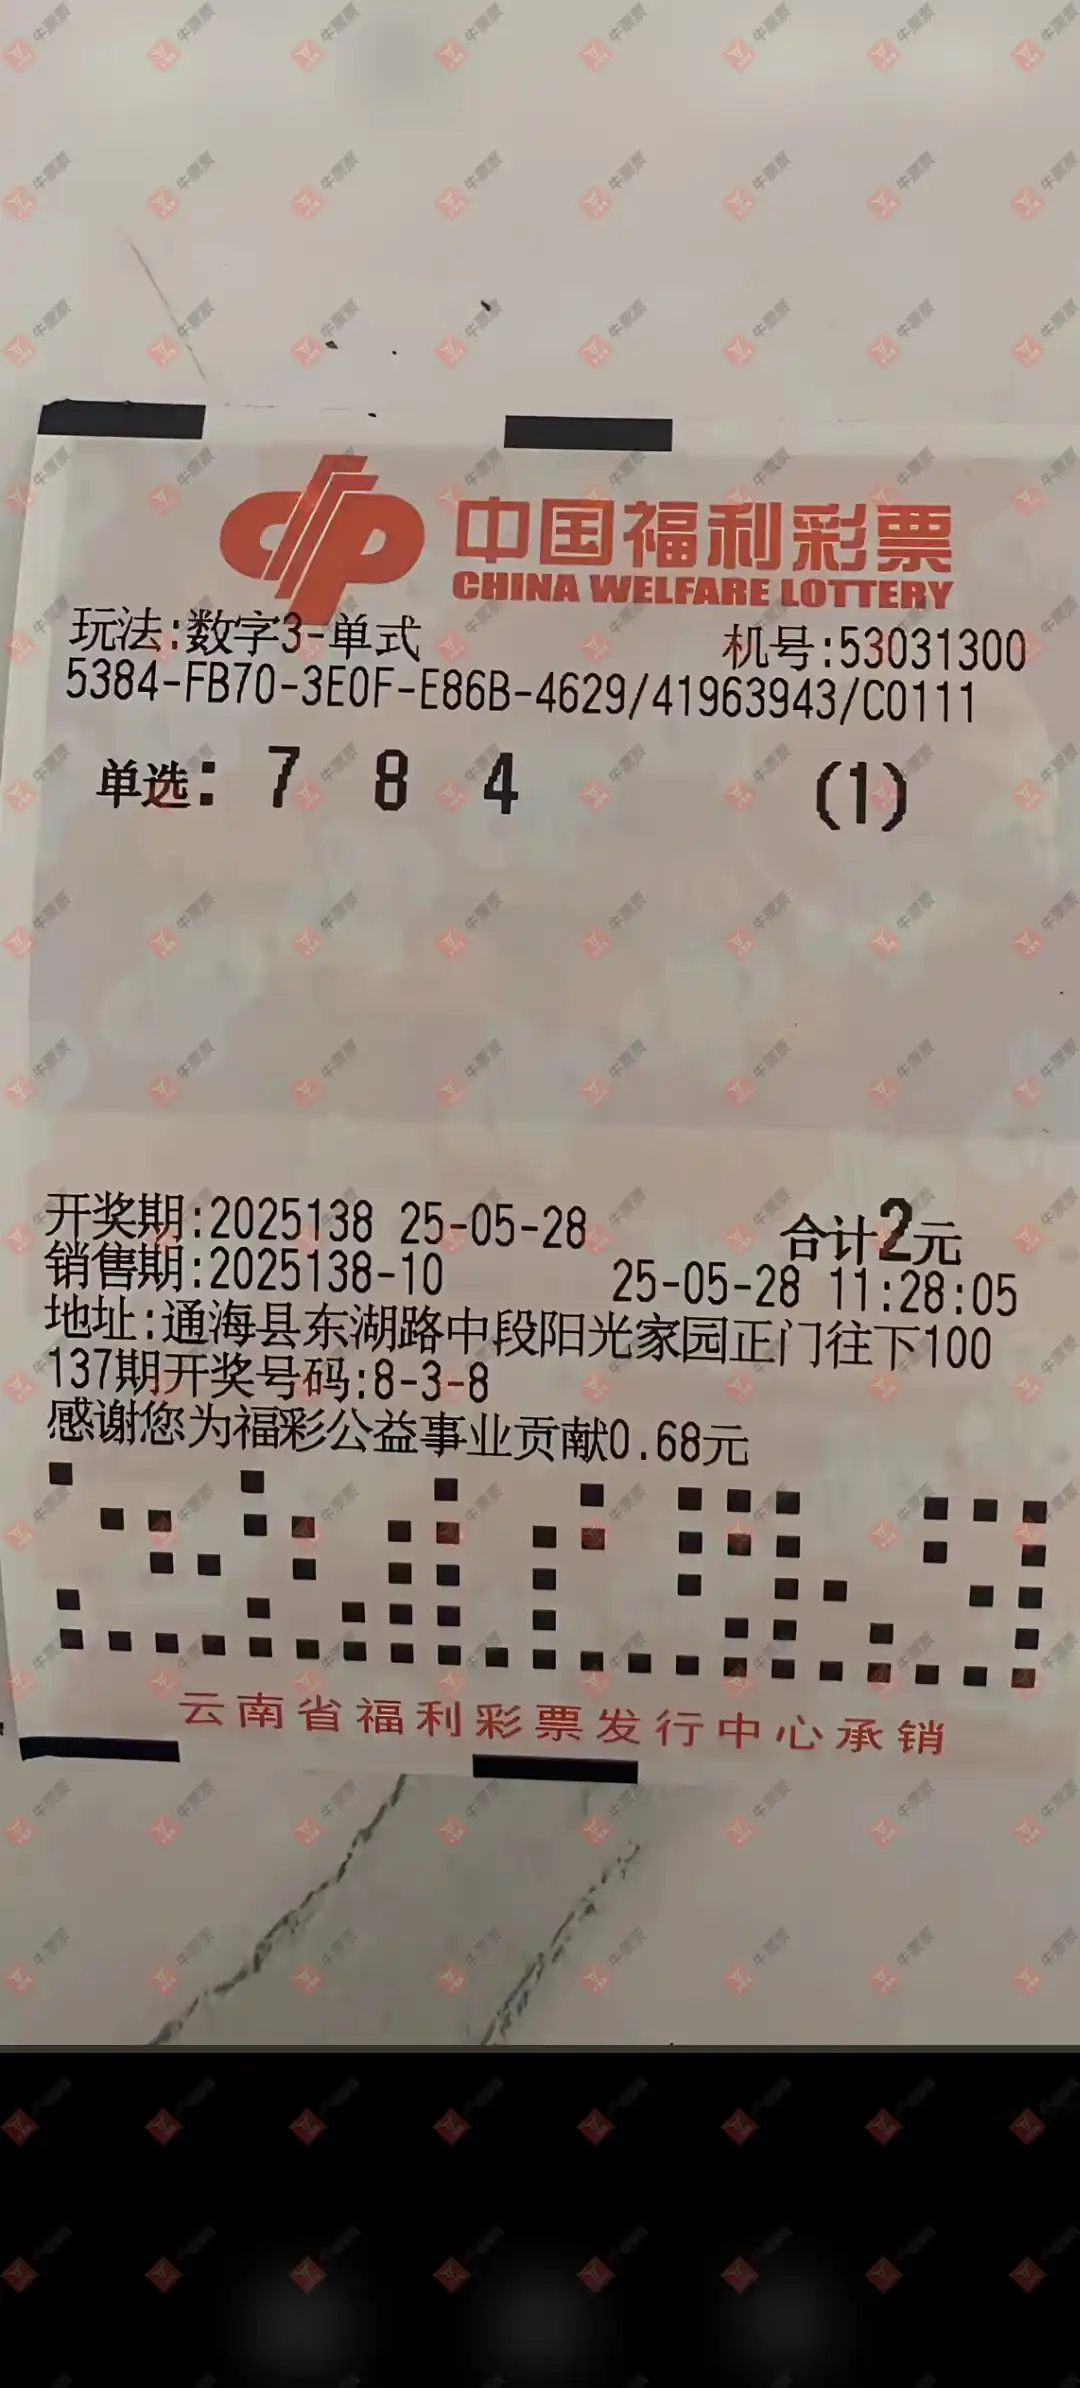 中国福利彩票
CHINA WELFARE LOTTERY
玩法:数字3-单式 机号:53031300
5384-FB70-3E0F-E86B-4629/41963943/C0111
单选: 7 8 4 (1)
开奖期:2025138 25-05-28 合计2元
销售期:2025138-10 25-05-28 11:28:05
地址:通海县东湖路中段阳光家园正门往下100
137期开奖号码:8-3-8
感谢您为福彩公益事业贡献0.68元
云南省福利彩票发行中心承销
牛票票